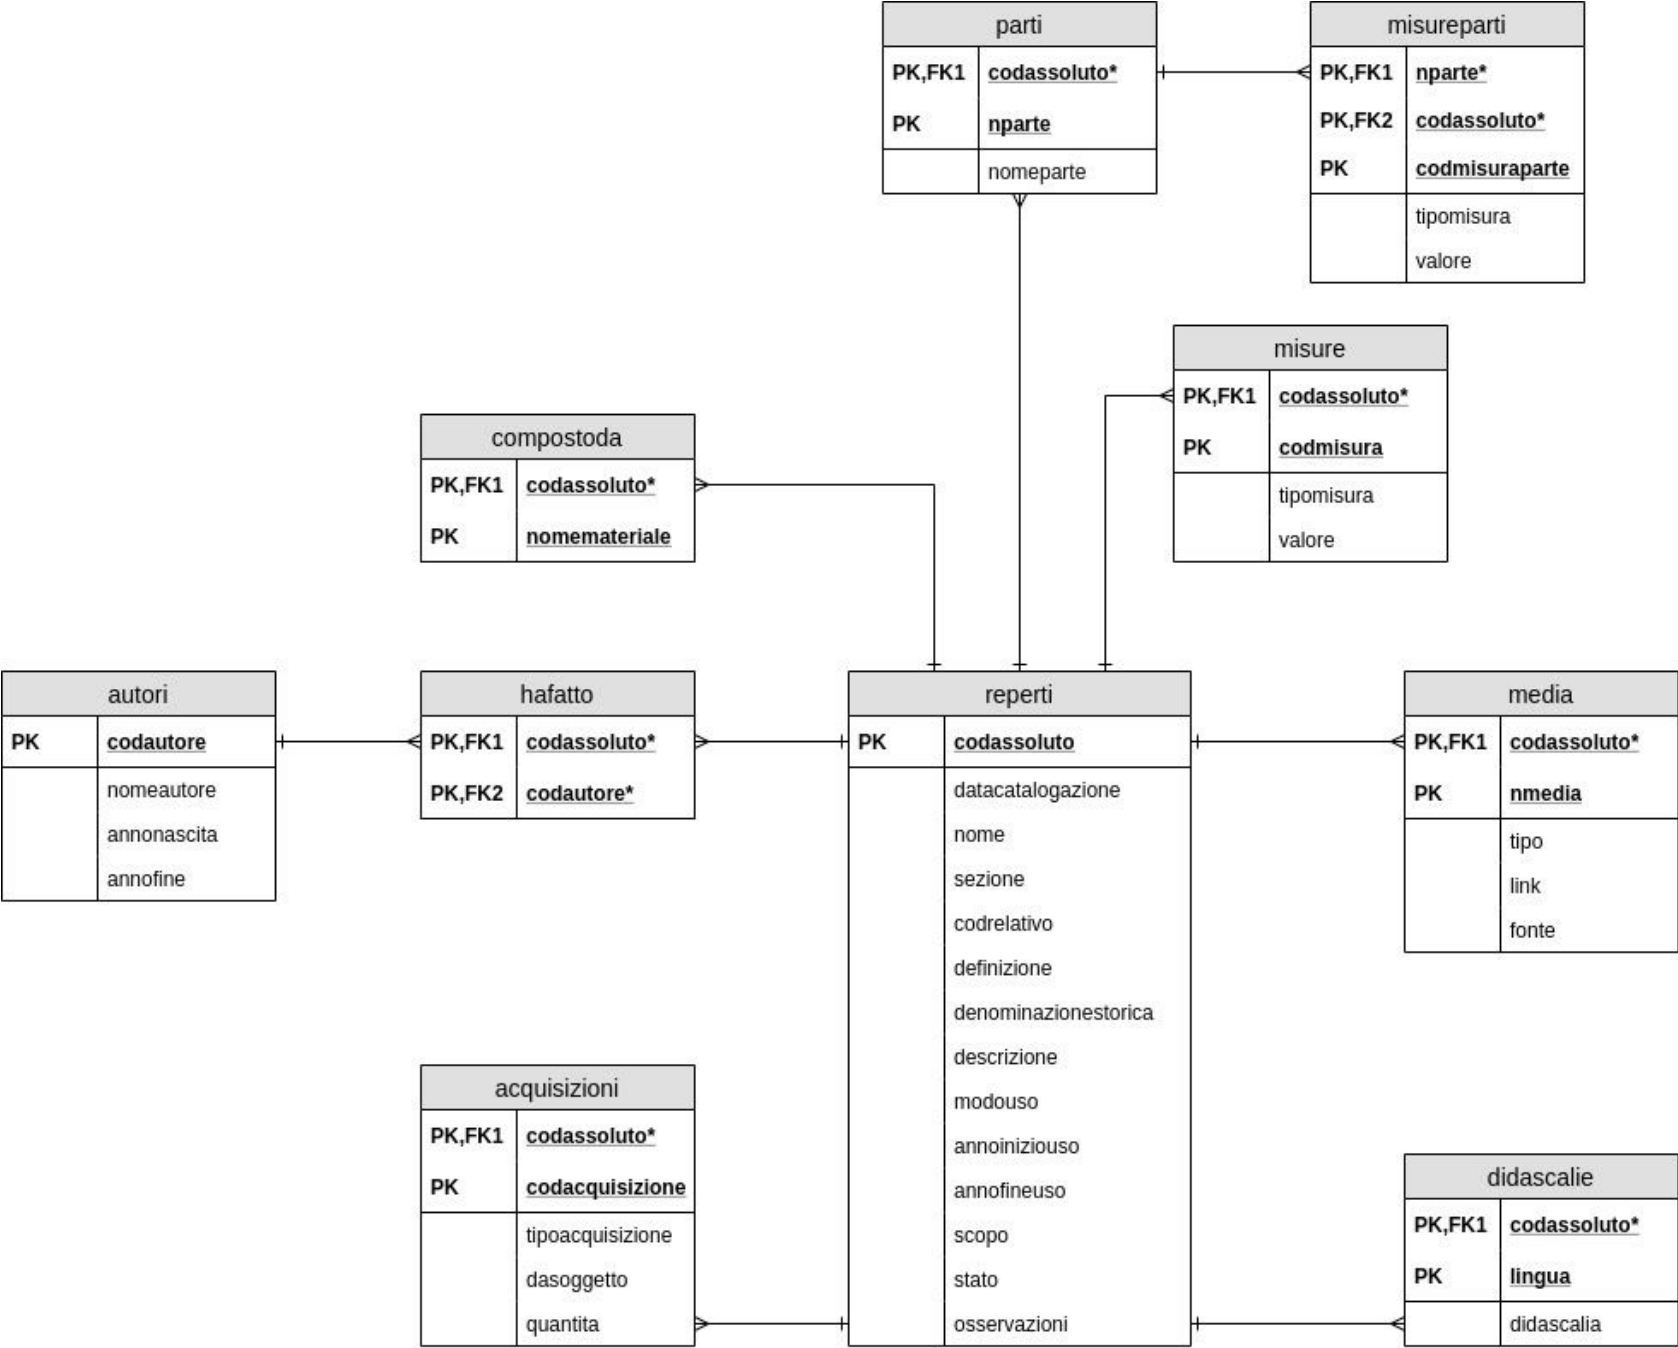 parti
PK,FK1 codassoluto*
PK nparte
nomeparte
misureparti
PK,FK1 nparte*
PK,FK2 codassoluto*
PK codmisuraparte
tipomisura
valore
misure
PK,FK1 codassoluto*
PK codmisura
tipomisura
valore
compostoda
PK,FK1 codassoluto*
PK nomemateriale
autori
PK codautore
nomeautore
annonascita
annofine
hafatto
PK,FK1 codassoluto*
PK,FK2 codautore*
reperti
PK codassoluto
datacatalogazione
nome
sezione
codrelativo
definizione
denominazionestorica
descrizione
modouso
annoiniziouso
annofineuso
scopo
stato
osservazioni
media
PK,FK1 codassoluto*
PK nmedia
tipo
link
fonte
acquisizioni
PK,FK1 codassoluto*
PK codacquisizione
tipoacquisizione
dasoggetto
quantita
didascalie
PK,FK1 codassoluto*
PK lingua
didascalia